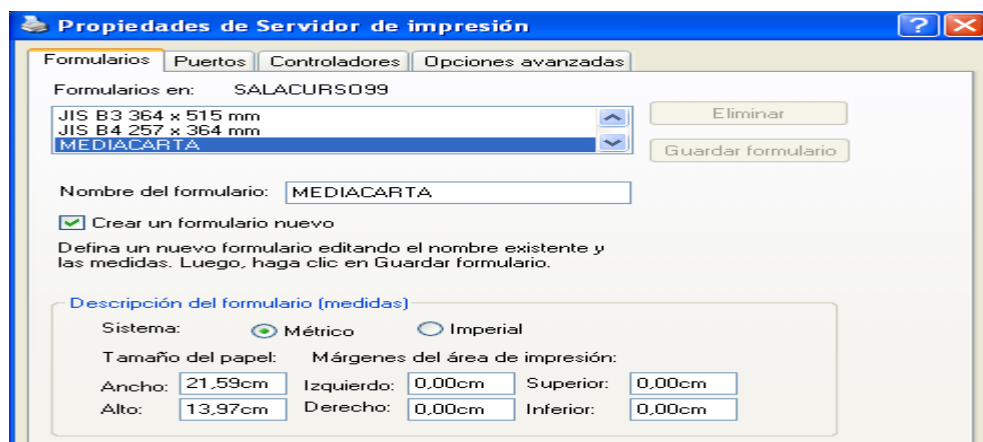 Propiedades de Servidor de impresión
Formularios Puertos Controladores Opciones avanzadas
Formularios en: SALACURSO99
JIS B3 364 x 515 mm
JIS B4 257 x 364 mm
MEDIACARTA
Eliminar
Guardar formulario
Nombre del formulario: MEDIACARTA
Crear un formulario nuevo
Defina un nuevo formulario editando el nombre existente y
las medidas. Luego, haga clic en Guardar formulario.
Descripción del formulario (medidas)
Sistema: Métrico Imperial
Tamaño del papel: Márgenes del área de impresión:
Ancho: 21,59cm Izquierdo: 0,00cm Superior: 0,00cm
Alto: 13,97cm Derecho: 0,00cm Inferior: 0,00cm